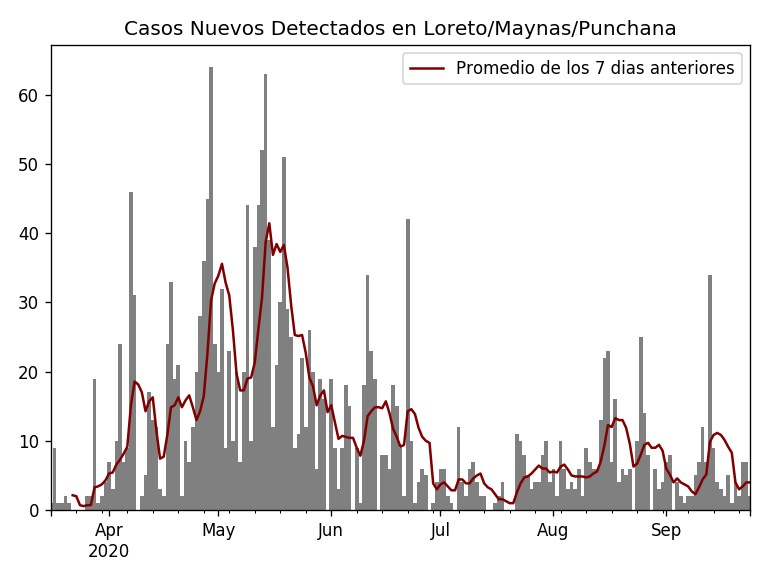 Casos Nuevos Detectados en Loreto/Maynas/Punchana
Promedio de los 7 dias anteriores
60
50
40
30
20
10
0
Apr May Jun Jul Aug Sep
2020